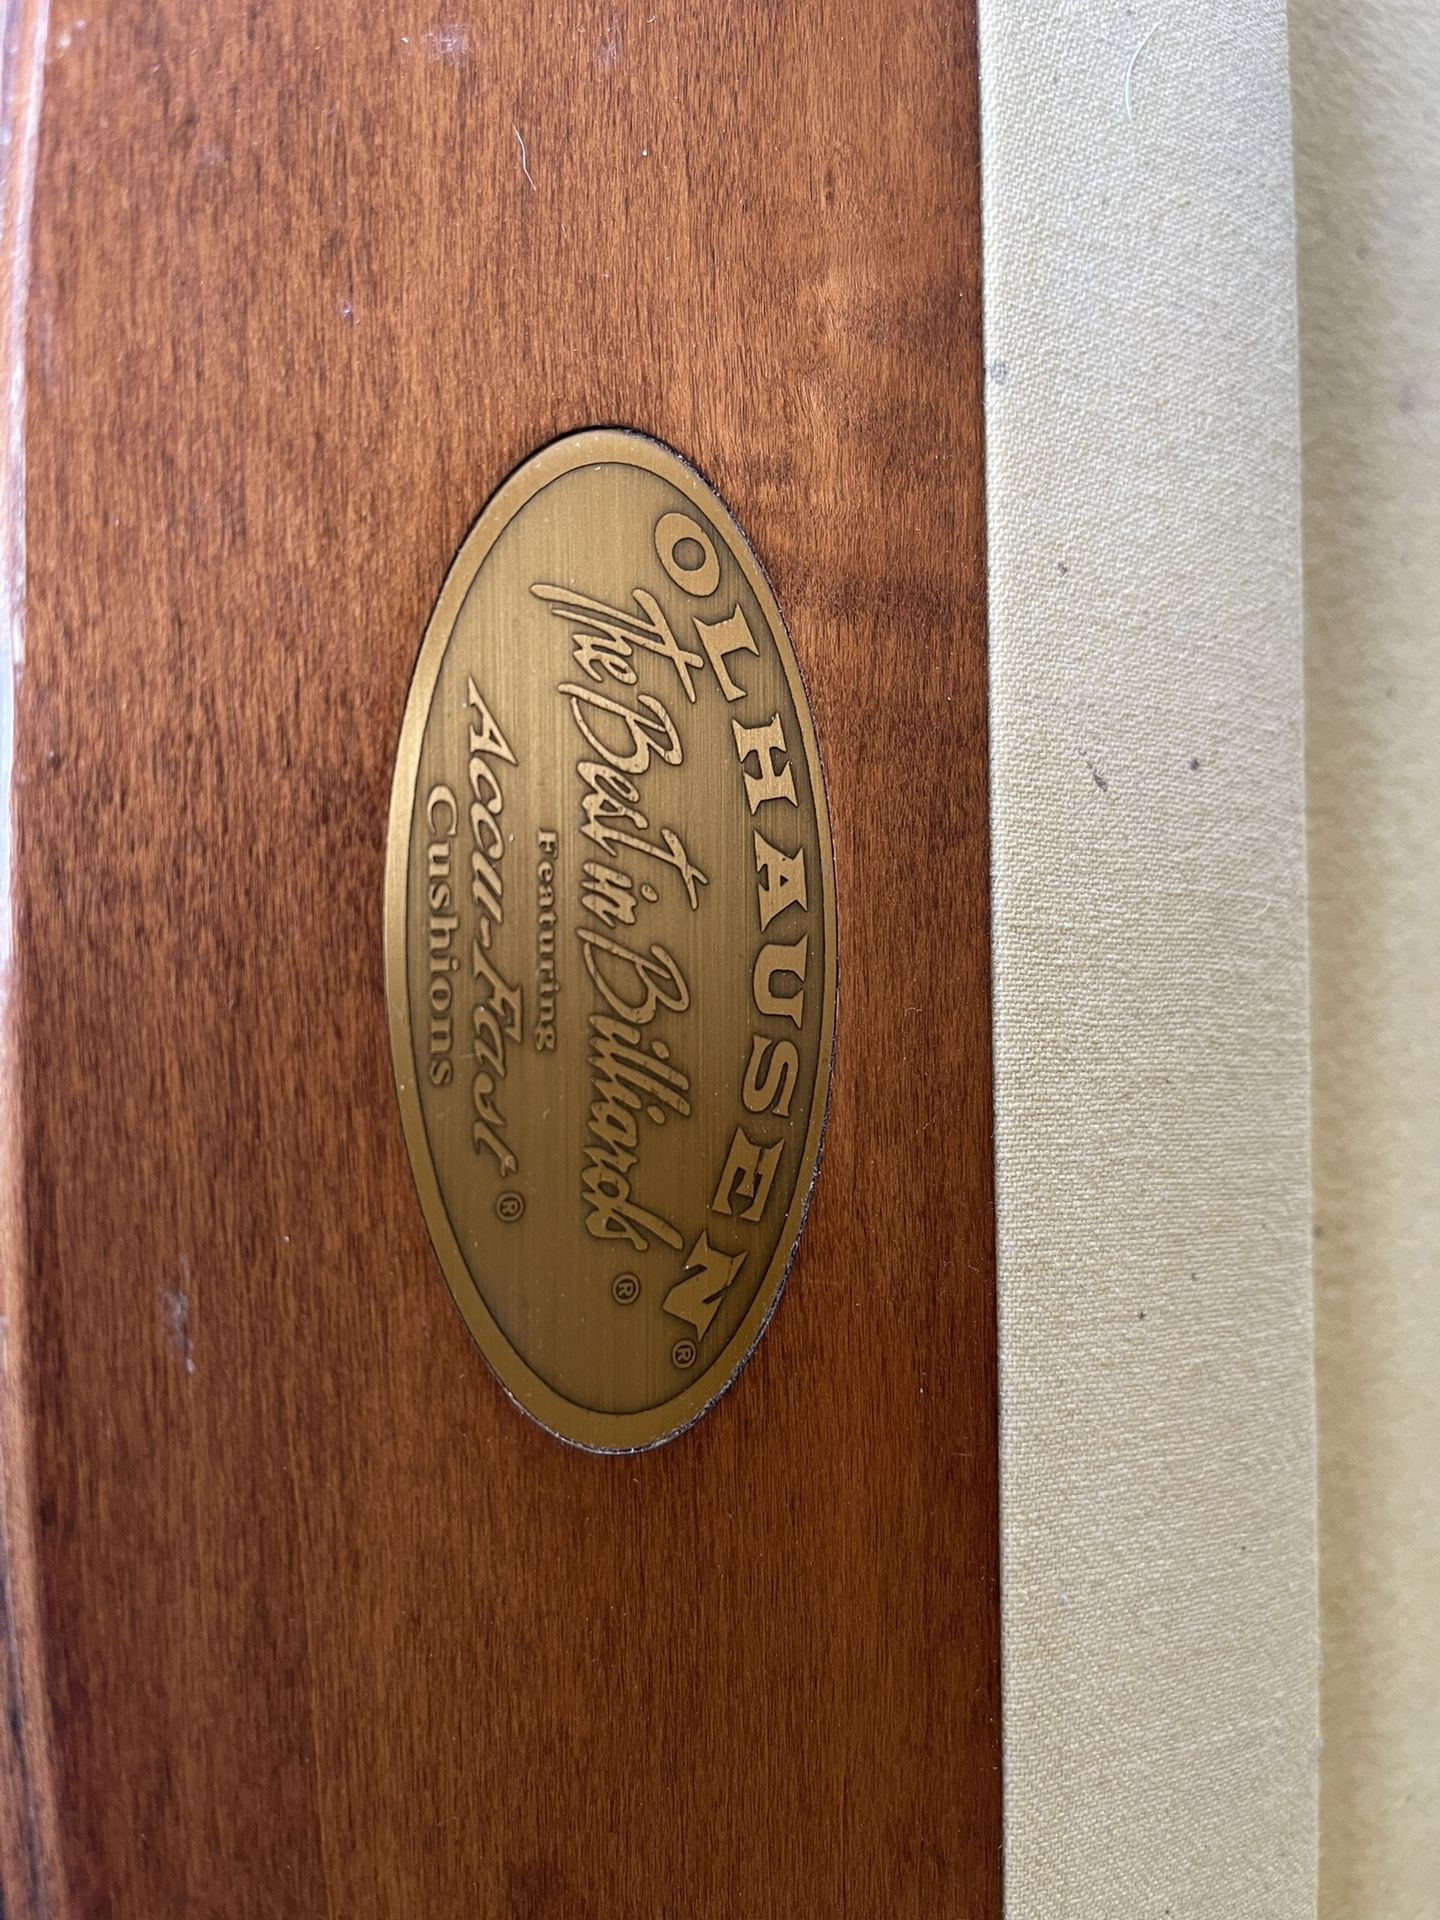 OLHAUSEN®
The Best in Billiards®
Featuring
Accu-Fast®
Cushions